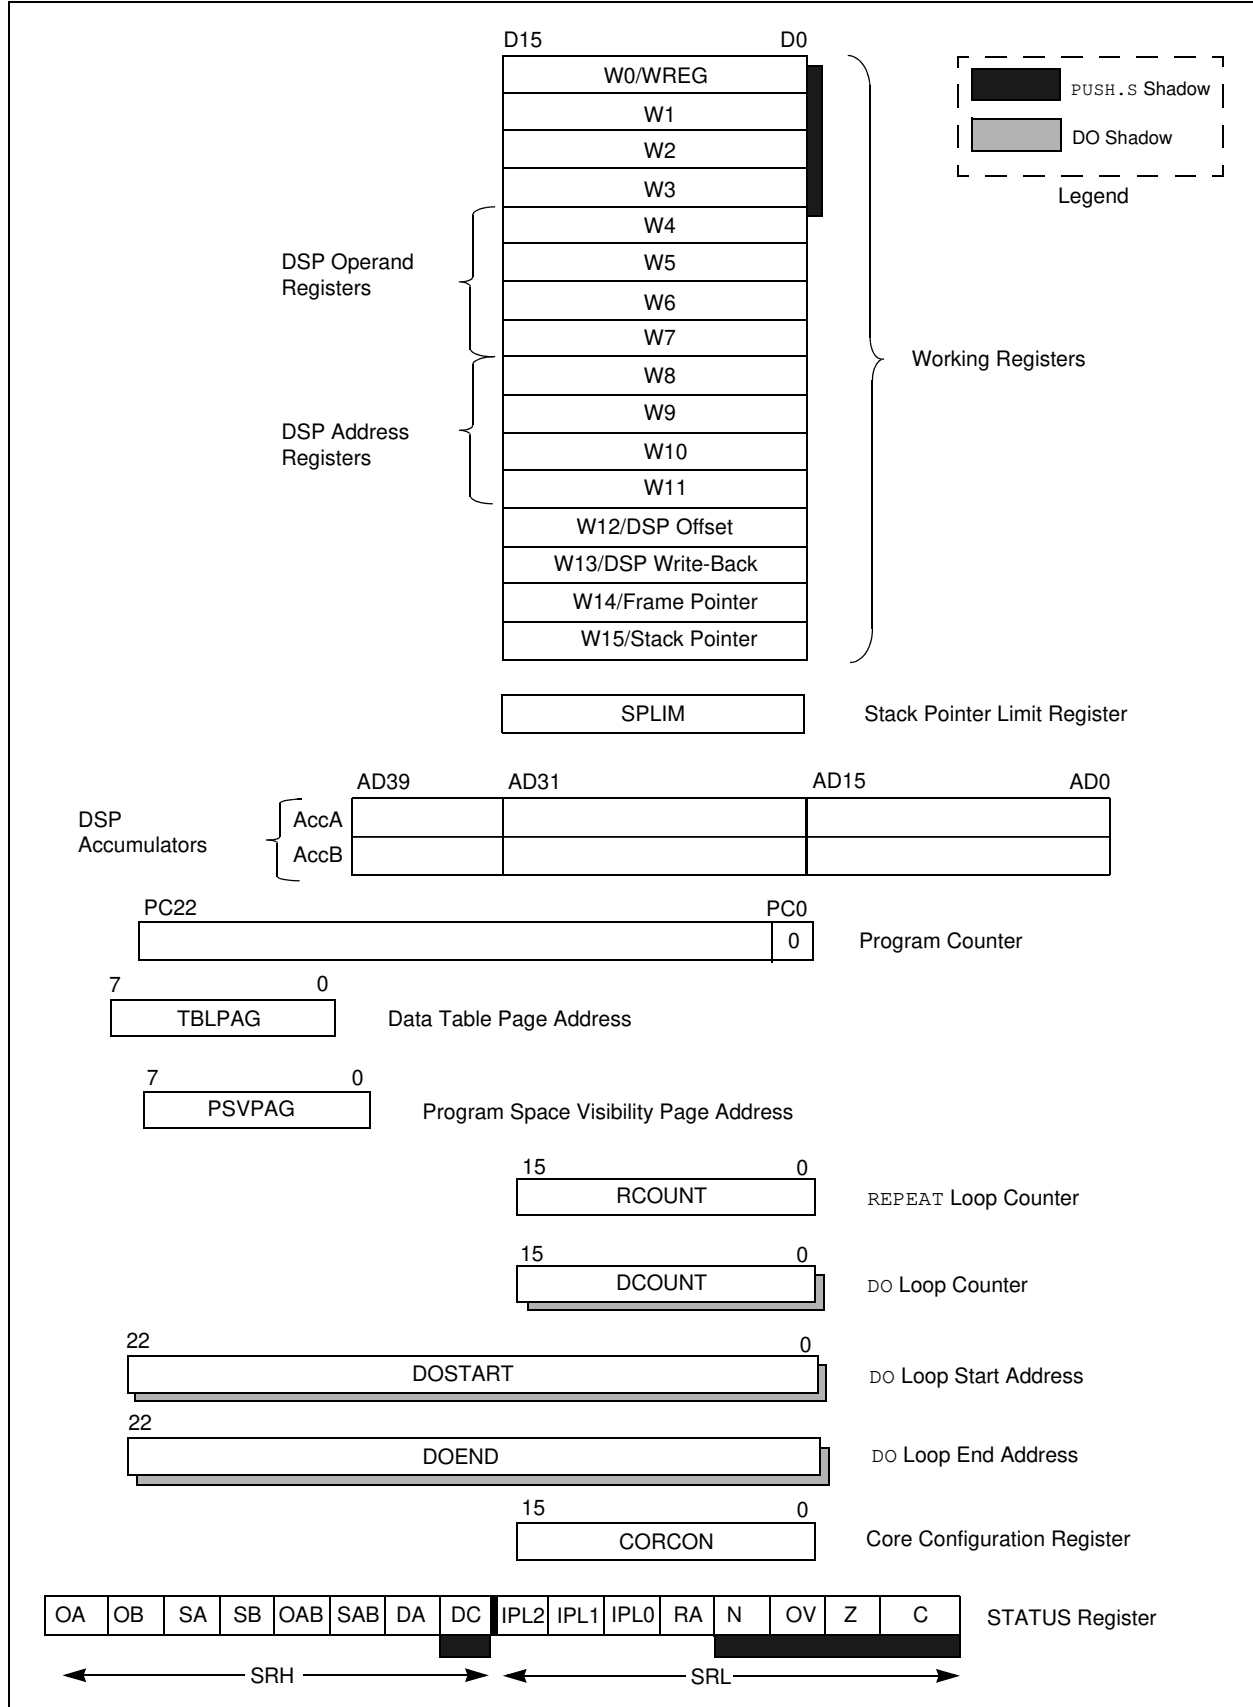 D15 D0
W0/WREG
W1
W2
W3
W4
W5
W6
W7
W8
W9
W10
W11
W12/DSP Offset
W13/DSP Write-Back
W14/Frame Pointer
W15/Stack Pointer
PUSH.S Shadow
DO Shadow
Legend
DSP Operand
Registers
DSP Address
Registers
Working Registers
SPLIM Stack Pointer Limit Register
AD39 AD31 AD15 AD0
DSP
Accumulators
AccA
AccB
PC22 PC0
0 Program Counter
7 0
TBLPAG Data Table Page Address
7 0
PSVPAG Program Space Visibility Page Address
15 0
RCOUNT REPEAT Loop Counter
15 0
DCOUNT DO Loop Counter
22 0
DOSTART DO Loop Start Address
22
DOEND DO Loop End Address
15 0
CORCON Core Configuration Register
OA OB SA SB OAB SAB DA DC IPL2 IPL1 IPL0 RA N OV Z C STATUS Register
SRH SRL